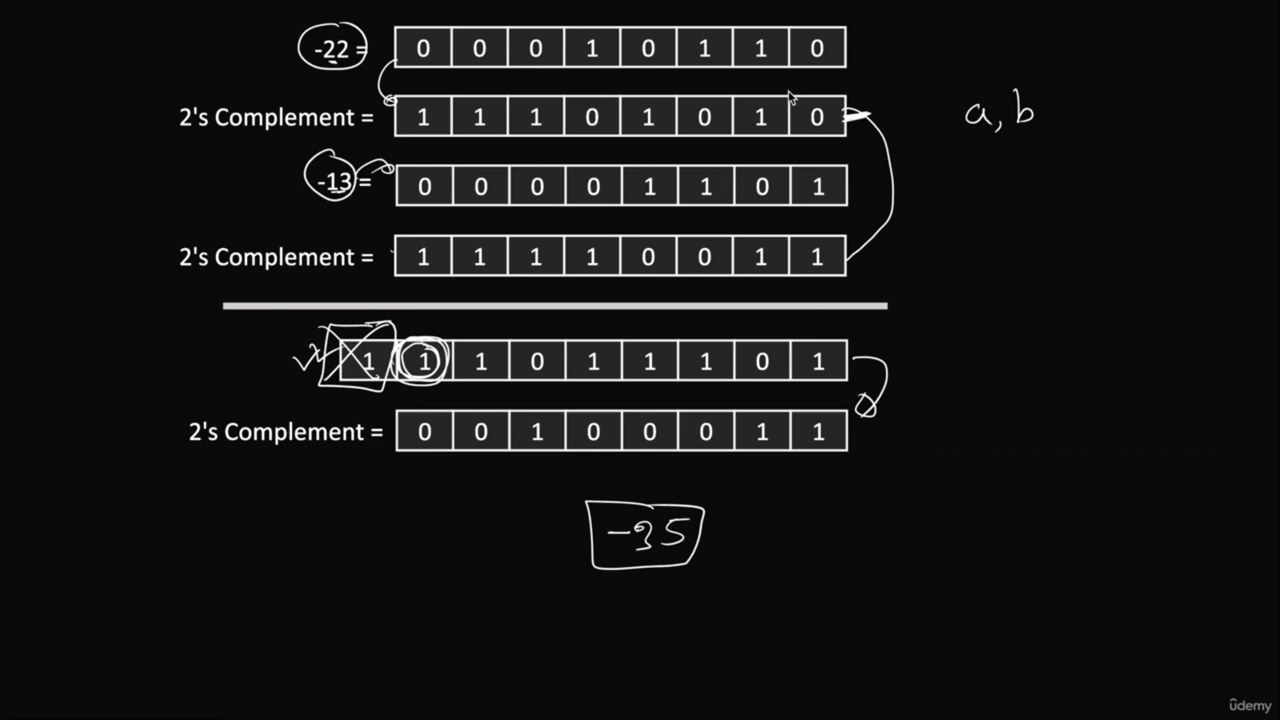 -22 = 0 0 0 1 0 1 1 0
2's Complement = 1 1 1 0 1 0 1 0
a, b
-13 = 0 0 0 0 1 1 0 1
2's Complement = 1 1 1 1 0 0 1 1
1 1 1 0 1 1 1 0 1
2's Complement = 0 0 1 0 0 0 1 1
-35
ûdemy